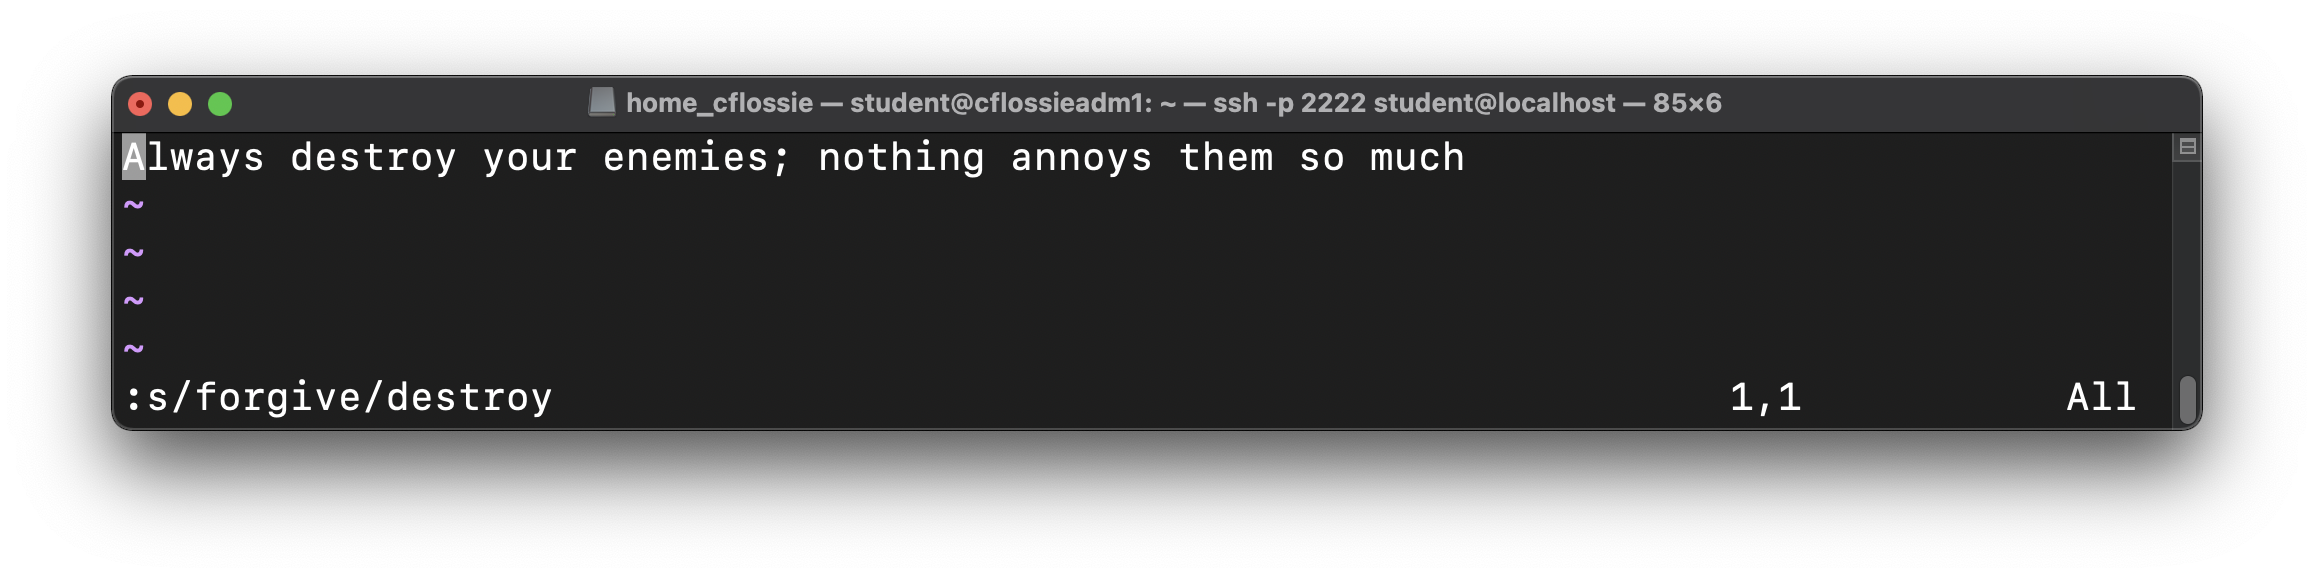 home_cflossie — student@cflossieadm1: ~ — ssh -p 2222 student@localhost — 85×6
Always destroy your enemies; nothing annoys them so much
~
~
~
~
:s/forgive/destroy 1,1 All